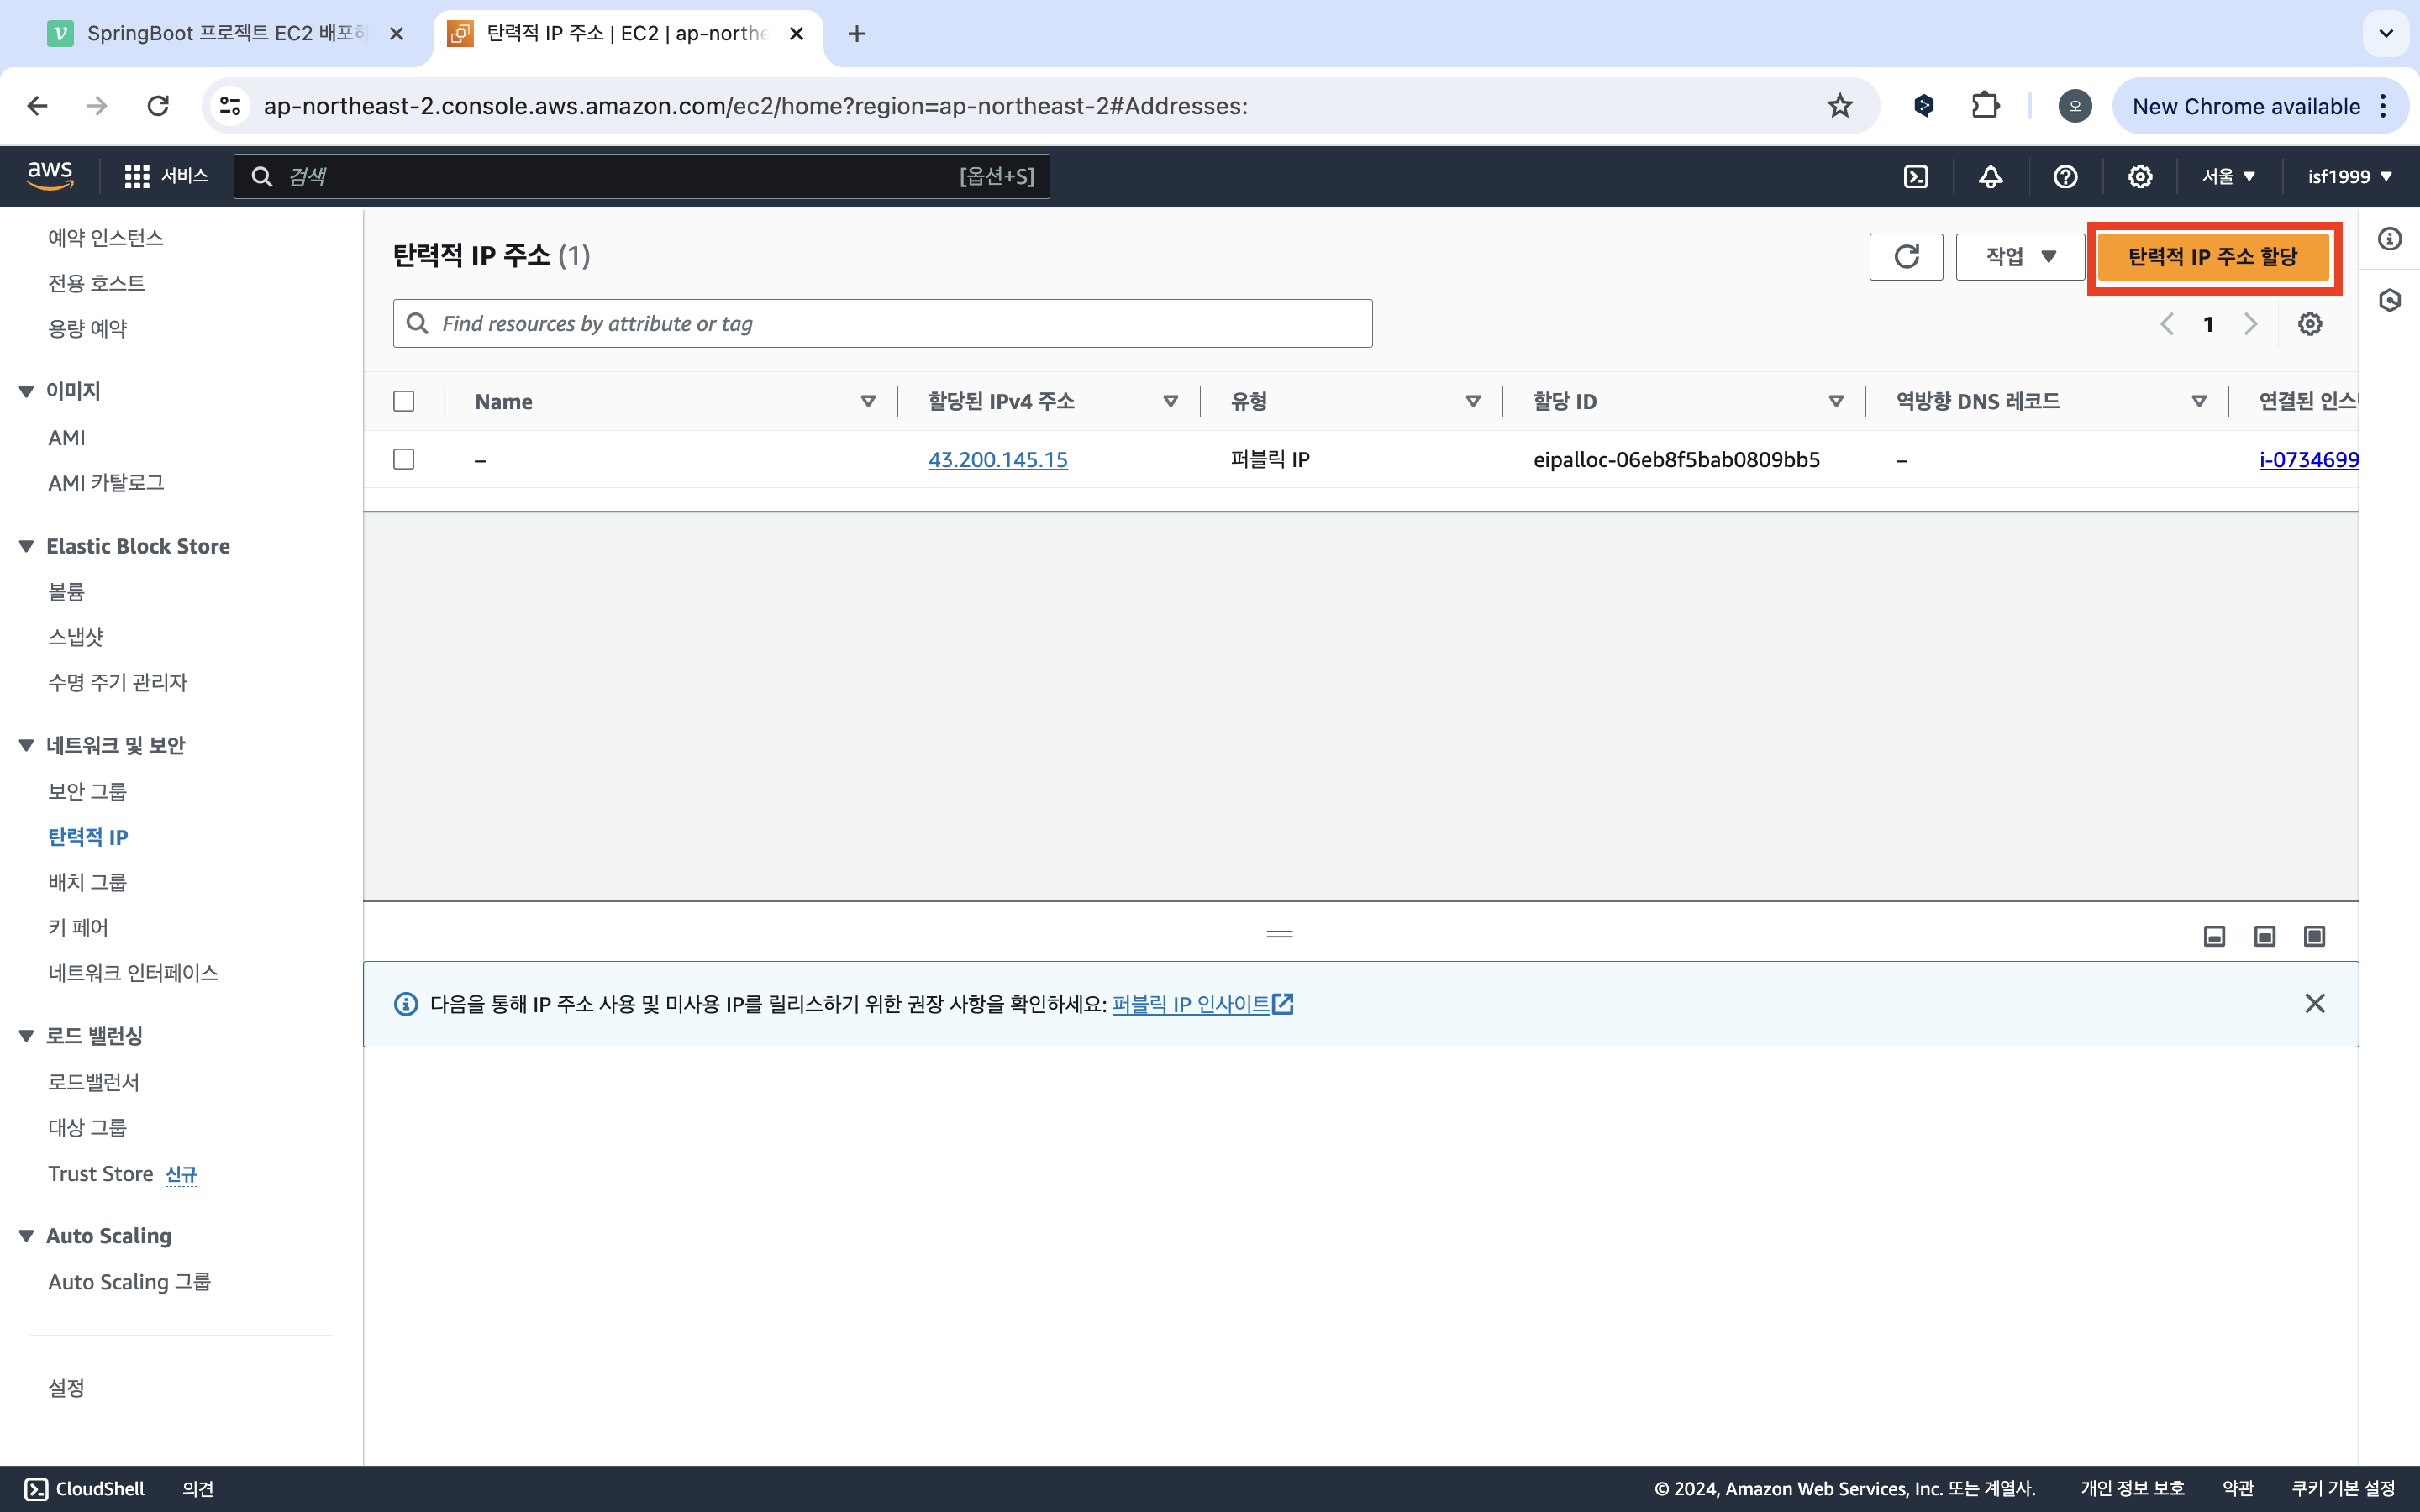 SpringBoot 프로젝트 EC2 배포하
탄력적 IP 주소 | EC2 | ap-northe
ap-northeast-2.console.aws.amazon.com/ec2/home?region=ap-northeast-2#Addresses:
오
New Chrome available
aws
서비스
검색
[옵션+S]
서울
isf1999
예약 인스턴스
전용 호스트
용량 예약
이미지
AMI
AMI 카탈로그
Elastic Block Store
볼륨
스냅샷
수명 주기 관리자
네트워크 및 보안
보안 그룹
탄력적 IP
배치 그룹
키 페어
네트워크 인터페이스
로드 밸런싱
로드밸런서
대상 그룹
Trust Store 신규
Auto Scaling
Auto Scaling 그룹
설정
탄력적 IP 주소 (1)
작업
탄력적 IP 주소 할당
Find resources by attribute or tag
1
Name 할당된 IPv4 주소 유형 할당 ID 역방향 DNS 레코드 연결된 인스
– 43.200.145.15 퍼블릭 IP eipalloc-06eb8f5bab0809bb5 – i-0734699
다음을 통해 IP 주소 사용 및 미사용 IP를 릴리스하기 위한 권장 사항을 확인하세요: 퍼블릭 IP 인사이트
CloudShell
의견
© 2024, Amazon Web Services, Inc. 또는 계열사.
개인 정보 보호
약관
쿠키 기본 설정